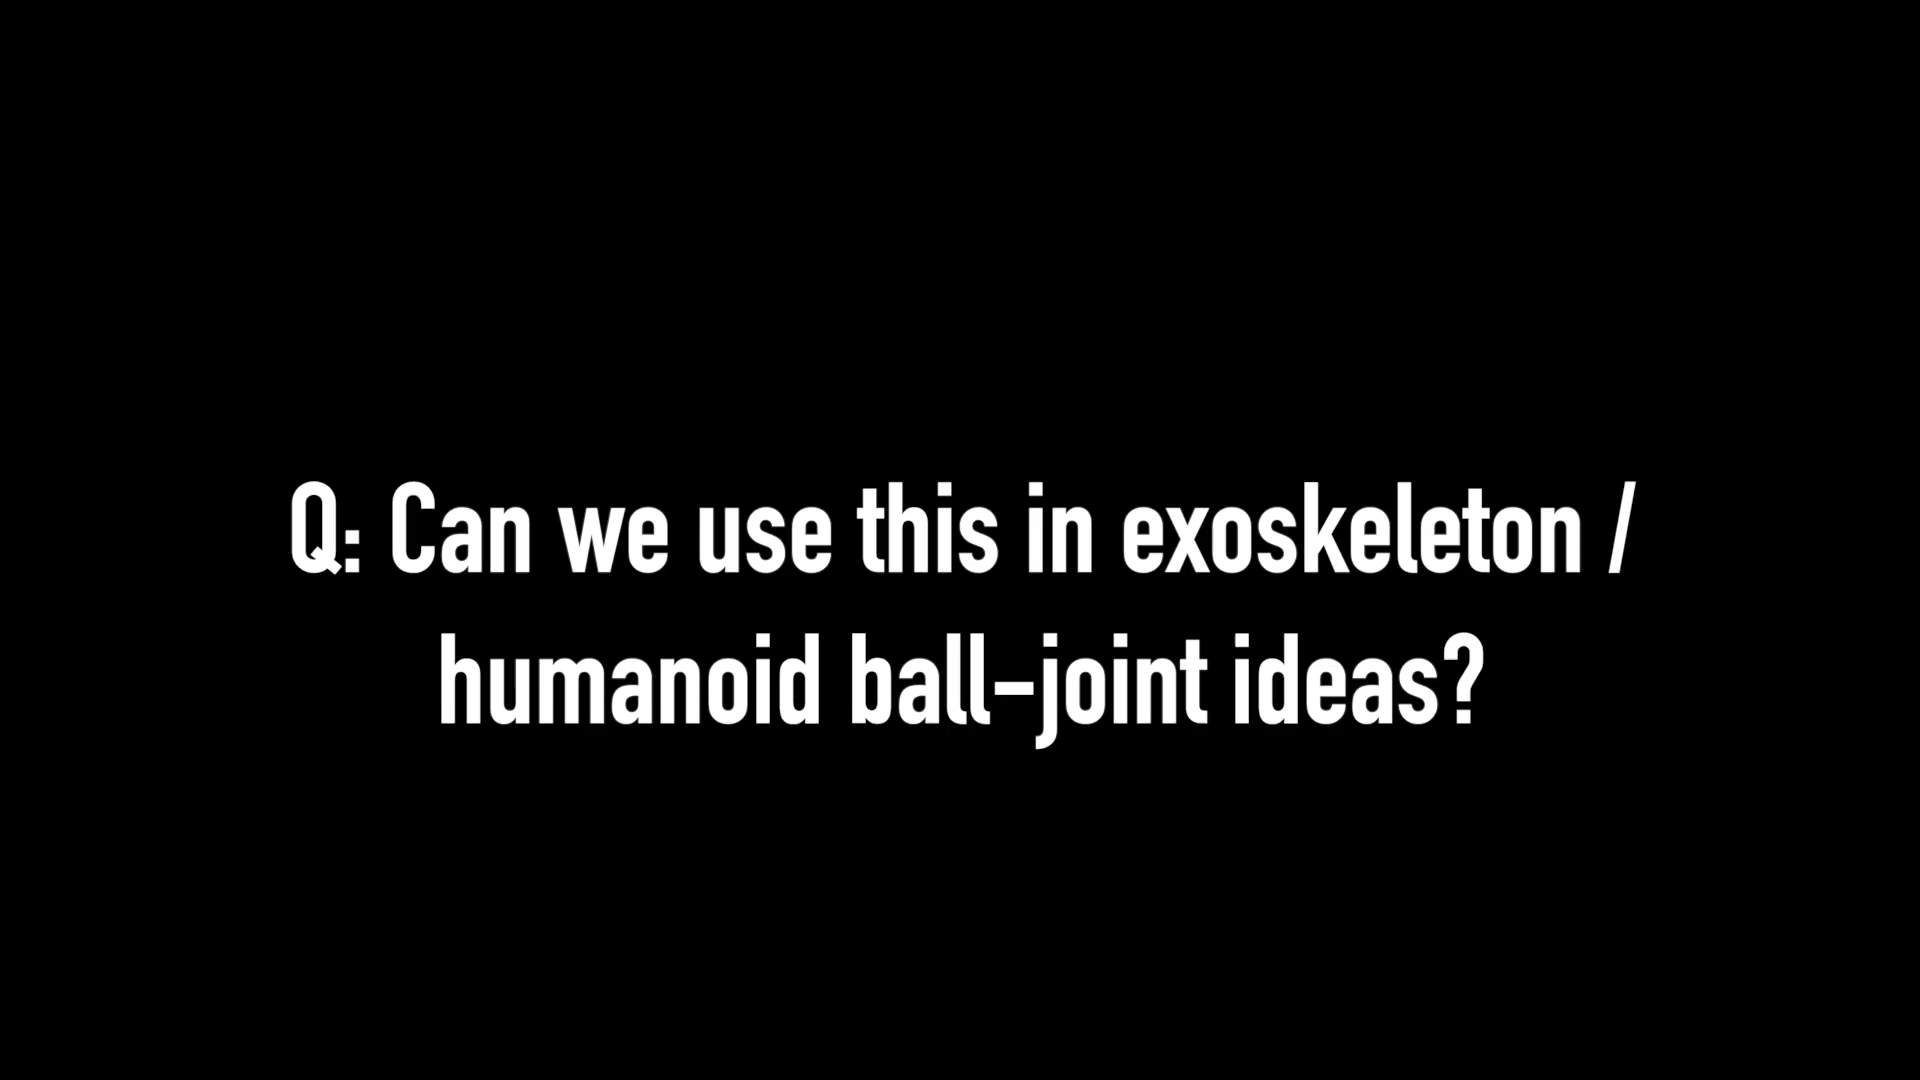 Q: Can we use this in exoskeleton /
humanoid ball-joint ideas?